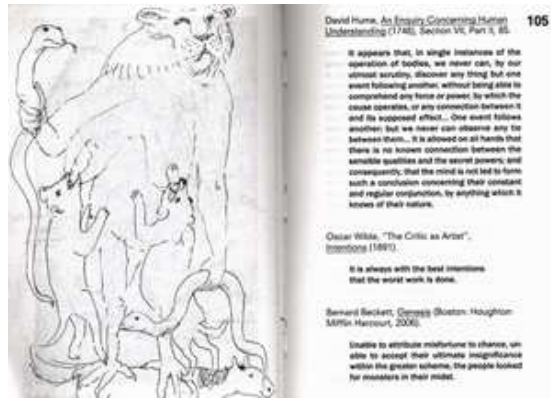 David Hume, An Enquiry Concerning Human
Understanding (1748), Section VII, Part II, 85.
105
It appears that, in single instances of the
operation of bodies, we never can, by our
utmost scrutiny, discover any thing but one
event following another, without being able to
comprehend any force or power, by which the
cause operates, or any connection between it
and its supposed effect... One event follows
another; but we never can observe any tie
between them... It is allowed on all hands that
there is no known connection between the
sensible qualities and the secret powers; and
consequently, that the mind is not led to form
such a conclusion concerning their constant
and regular conjunction, by anything which it
knows of their nature.
Oscar Wilde, "The Critic as Artist",
Intentions (1891).
It is always with the best intentions
that the worst work is done.
Bernard Beckett, Genesis (Boston: Houghton
Mifflin Harcourt, 2006).
Unable to attribute misfortune to chance, un-
able to accept their ultimate insignificance
within the greater scheme, the people looked
for monsters in their midst.